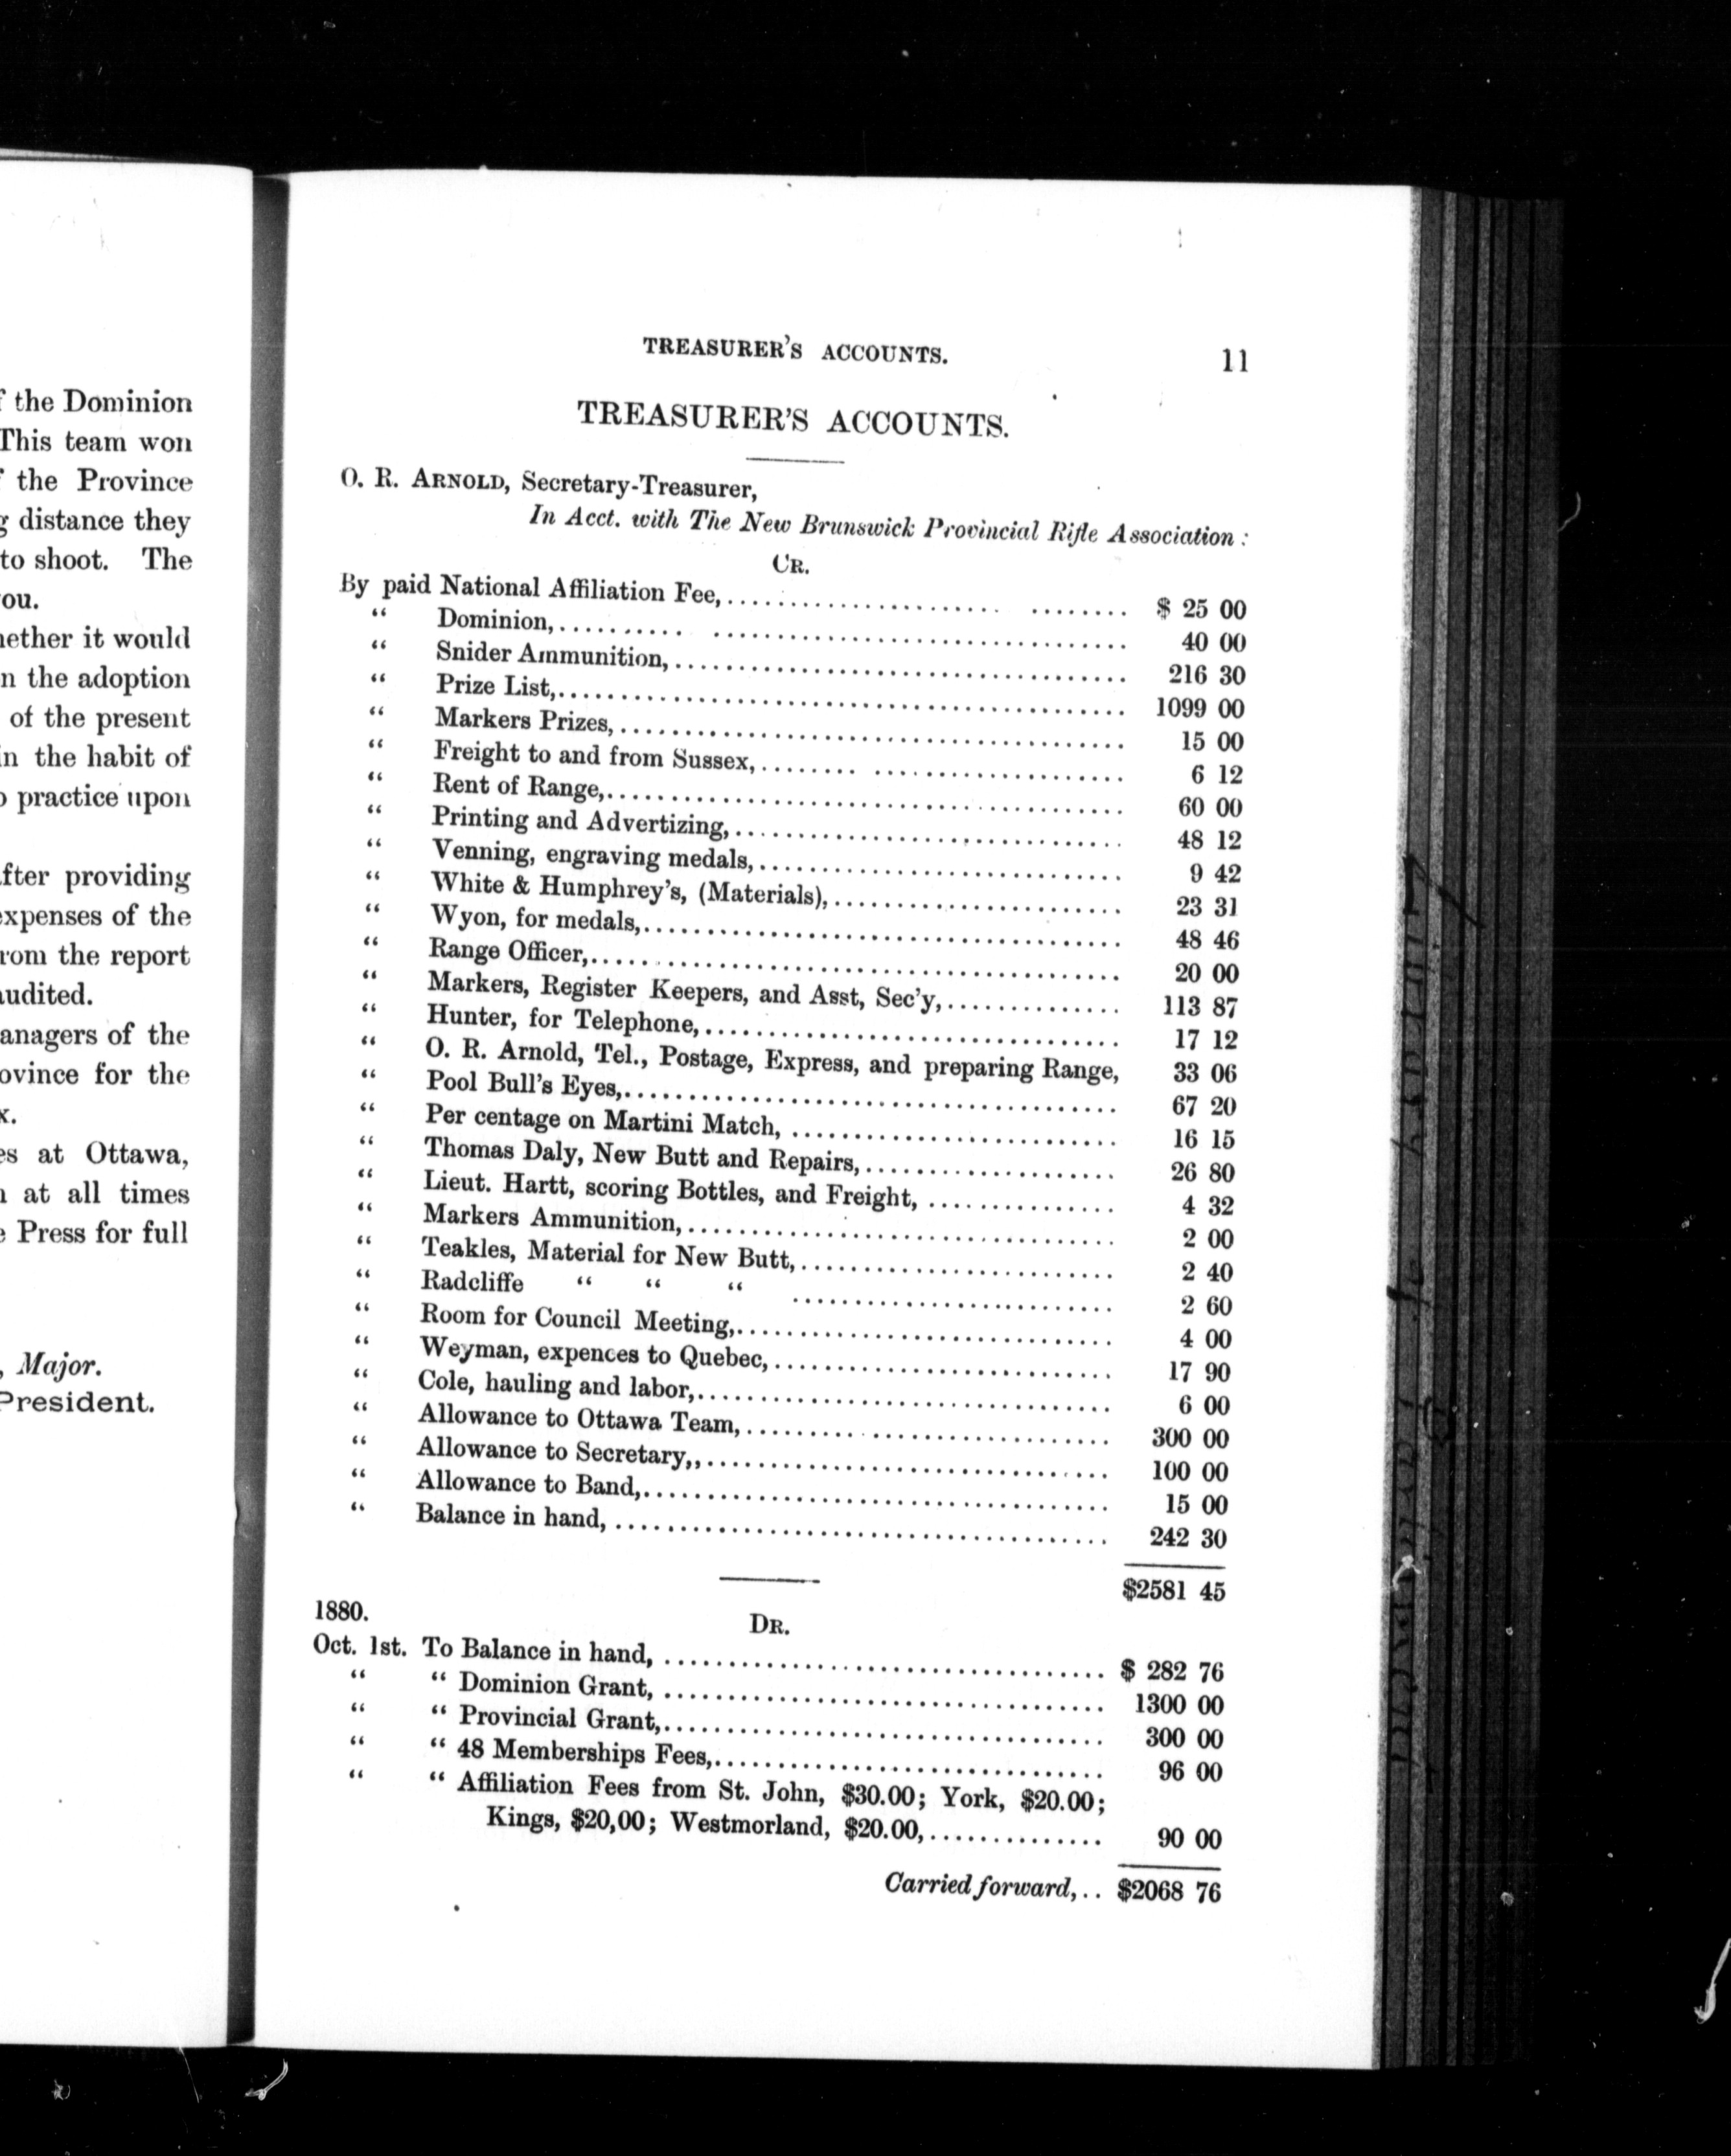 f the Dominion
This team won
f the Province
g distance they
to shoot. The
ou.
hether it would
n the adoption
of the present
in the habit of
o practice upon
fter providing
expenses of the
rom the report
audited.
anagers of the
ovince for the
x.
es at Ottawa,
n at all times
e Press for full
, Major.
President.
TREASURER'S ACCOUNTS. 11
TREASURER'S ACCOUNTS.
O. R. ARNOLD, Secretary-Treasurer,
In Acct. with The New Brunswick Provincial Rifle Association :
CR.
By paid National Affiliation Fee,.......... $ 25 00
“ Dominion,.......... 40 00
“ Snider Ammunition,.......... 216 30
“ Prize List,.......... 1099 00
“ Markers Prizes,.......... 15 00
“ Freight to and from Sussex,.......... 6 12
“ Rent of Range,.......... 60 00
“ Printing and Advertizing,.......... 48 12
“ Venning, engraving medals,.......... 9 42
“ White & Humphrey's, (Materials),.......... 23 31
“ Wyon, for medals,.......... 48 46
“ Range Officer,.......... 20 00
“ Markers, Register Keepers, and Asst, Sec'y,.......... 113 87
“ Hunter, for Telephone,.......... 17 12
“ O. R. Arnold, Tel., Postage, Express, and preparing Range, 33 06
“ Pool Bull's Eyes,.......... 67 20
“ Per centage on Martini Match, .......... 16 15
“ Thomas Daly, New Butt and Repairs,.......... 26 80
“ Lieut. Hartt, scoring Bottles, and Freight, .......... 4 32
“ Markers Ammunition,.......... 2 00
“ Teakles, Material for New Butt,.......... 2 40
“ Radcliffe “ “ “ .......... 2 60
“ Room for Council Meeting,.......... 4 00
“ Weyman, expences to Quebec,.......... 17 90
“ Cole, hauling and labor,.......... 6 00
“ Allowance to Ottawa Team,.......... 300 00
“ Allowance to Secretary,,.......... 100 00
“ Allowance to Band,.......... 15 00
“ Balance in hand, .......... 242 30
$2581 45
1880.
DR.
Oct. 1st. To Balance in hand, .......... $ 282 76
“ “ Dominion Grant, .......... 1300 00
“ “ Provincial Grant,.......... 300 00
“ “ 48 Memberships Fees,.......... 96 00
“ “ Affiliation Fees from St. John, $30.00; York, $20.00;
Kings, $20,00; Westmorland, $20.00,.......... 90 00
Carried forward,.. $2068 76